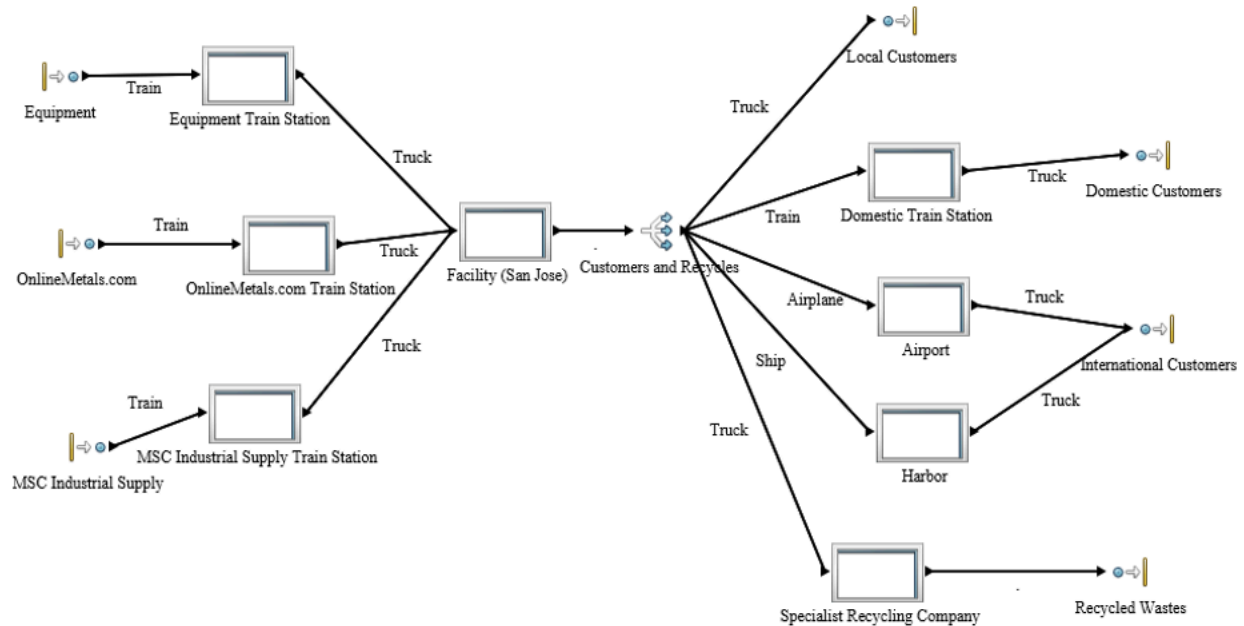 Local Customers
Train
Equipment
Equipment Train Station
Truck
Truck
Truck
Domestic Customers
Train
Domestic Train Station
Train
OnlineMetals.com
Truck
OnlineMetals.com Train Station
Facility (San Jose)
Customers and Recycles
Airplane
Truck
Airport
International Customers
Truck
Ship
Truck
Train
MSC Industrial Supply Train Station
MSC Industrial Supply
Truck
Harbor
Specialist Recycling Company
Recycled Wastes